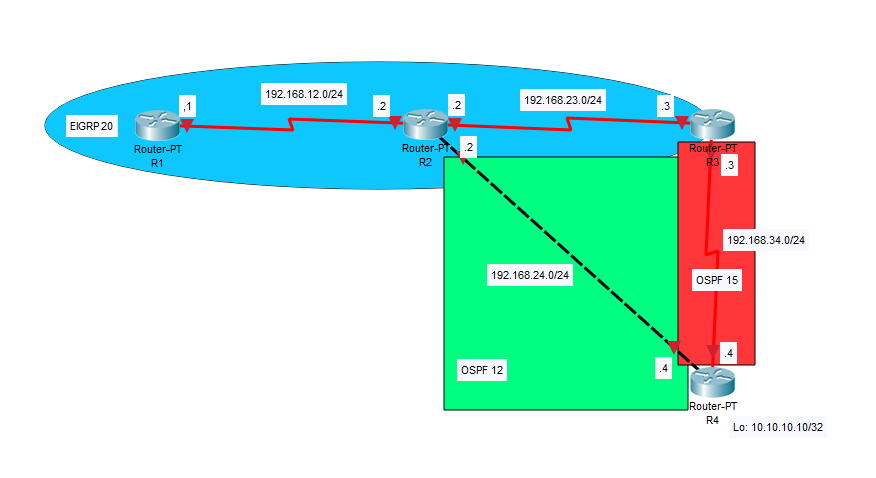 192.168.12.0/24
192.168.23.0/24
,1
.2
.2
.3
EIGRP 20
Router-PT
R1
Router-PT
R2
.2
Router-PT
R3
.3
192.168.34.0/24
192.168.24.0/24
OSPF 15
.4
.4
OSPF 12
Router-PT
R4
Lo: 10.10.10.10/32